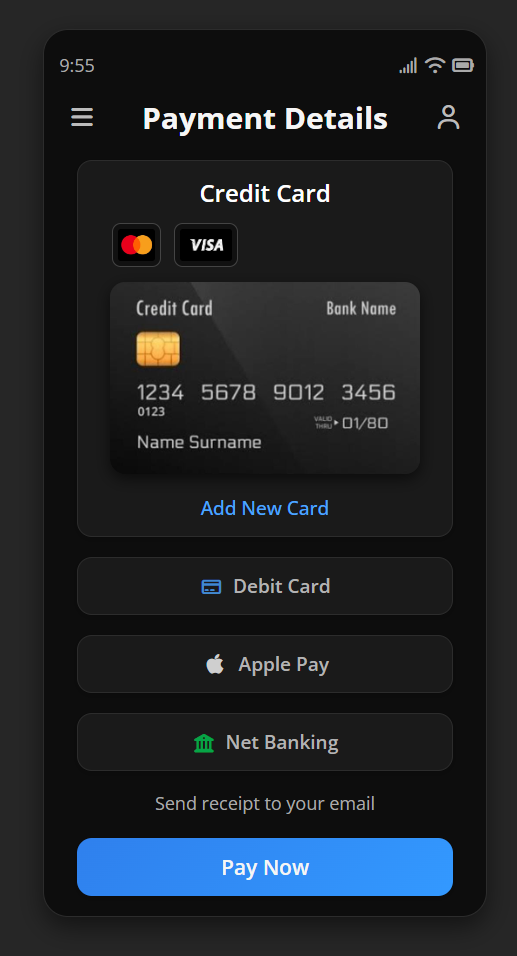 9:55
Payment Details
Credit Card
VISA
Credit Card Bank Name
1234 5678 9012 3456
0123
VALID THRU 01/80
Name Surname
Add New Card
Debit Card
Apple Pay
Net Banking
Send receipt to your email
Pay Now